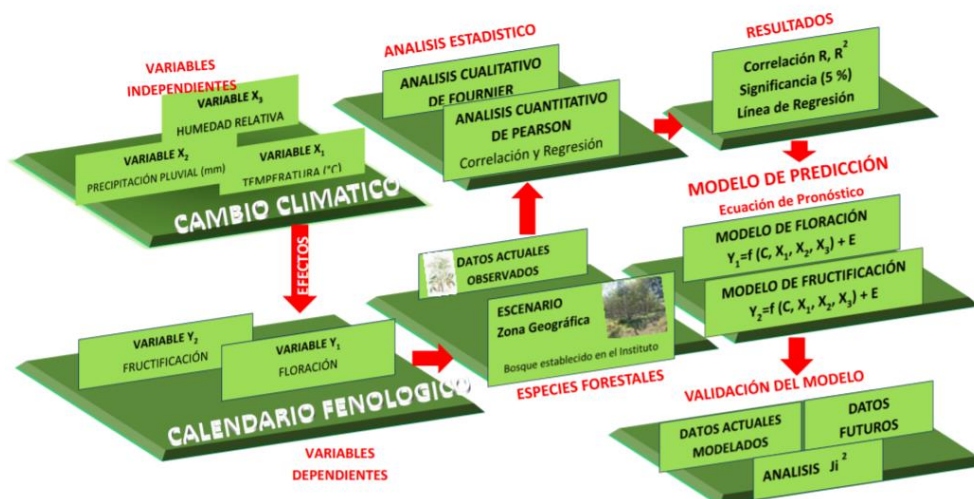 VARIABLES
INDEPENDIENTES
VARIABLE X3
HUMEDAD RELATIVA
VARIABLE X2
PRECIPITACIÓN PLUVIAL (mm)
VARIABLE X1
TEMPERATURA (°C)
CAMBIO CLIMATICO
EFECTOS
VARIABLE Y2
FRUCTIFICACIÓN
VARIABLE Y1
FLORACIÓN
CALENDARIO FENOLOGICO
VARIABLES
DEPENDIENTES
DATOS ACTUALES
OBSERVADOS
ESCENARIO
Zona Geográfica
Bosque establecido en el Instituto
ESPECIES FORESTALES
ANALISIS ESTADISTICO
ANALISIS CUALITATIVO
DE FOURNIER
ANALISIS CUANTITATIVO
DE PEARSON
Correlación y Regresión
RESULTADOS
Correlación R, R²
Significancia (5 %)
Línea de Regresión
MODELO DE PREDICCIÓN
Ecuación de Pronóstico
MODELO DE FLORACIÓN
Y1=f (C, X1, X2, X3) + E
MODELO DE FRUCTIFICACIÓN
Y2=f (C, X1, X2, X3) + E
VALIDACIÓN DEL MODELO
DATOS ACTUALES
MODELADOS
DATOS
FUTUROS
ANALISIS Ji²